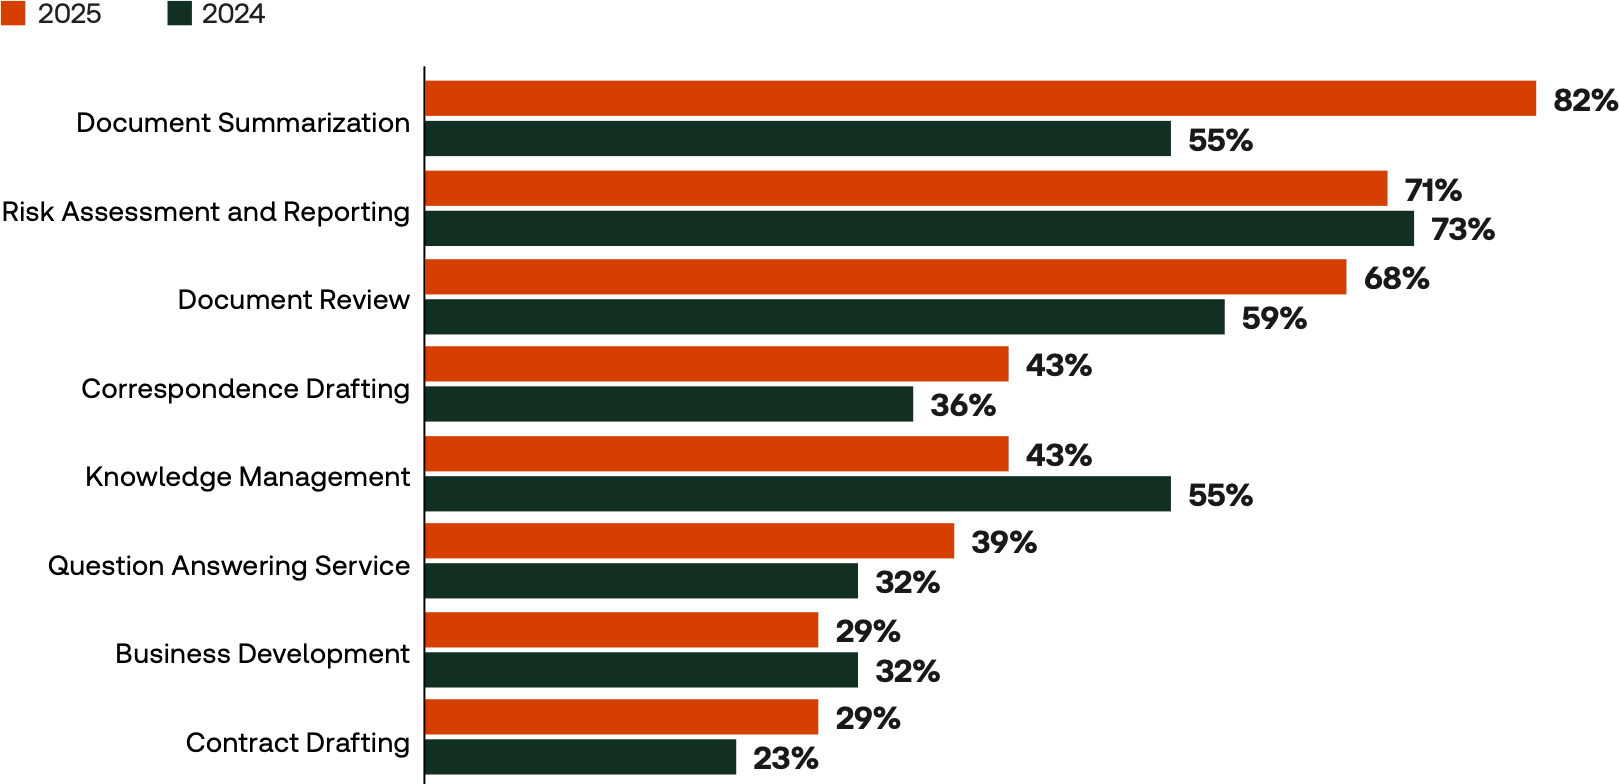 2025 2024
Document Summarization 82%
55%
Risk Assessment and Reporting 71%
73%
Document Review 68%
59%
Correspondence Drafting 43%
36%
Knowledge Management 43%
55%
Question Answering Service 39%
32%
Business Development 29%
32%
Contract Drafting 29%
23%